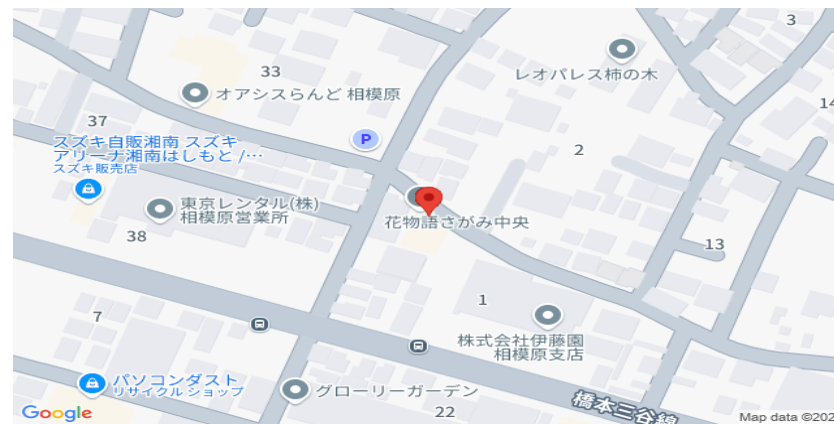 3
33
レオパレス柿の木
オアシスらんど 相模原
14
37
P
スズキ自販湘南 スズキ
アリーナ湘南はしもと /…
スズキ販売店
2
東京レンタル(株)
相模原営業所
花物語さがみ中央
38
13
1
7
株式会社伊藤園
相模原支店
パソコンダスト
リサイクル ショップ
グローリーガーデン
橋本三谷線
22
Google
Map data ©202